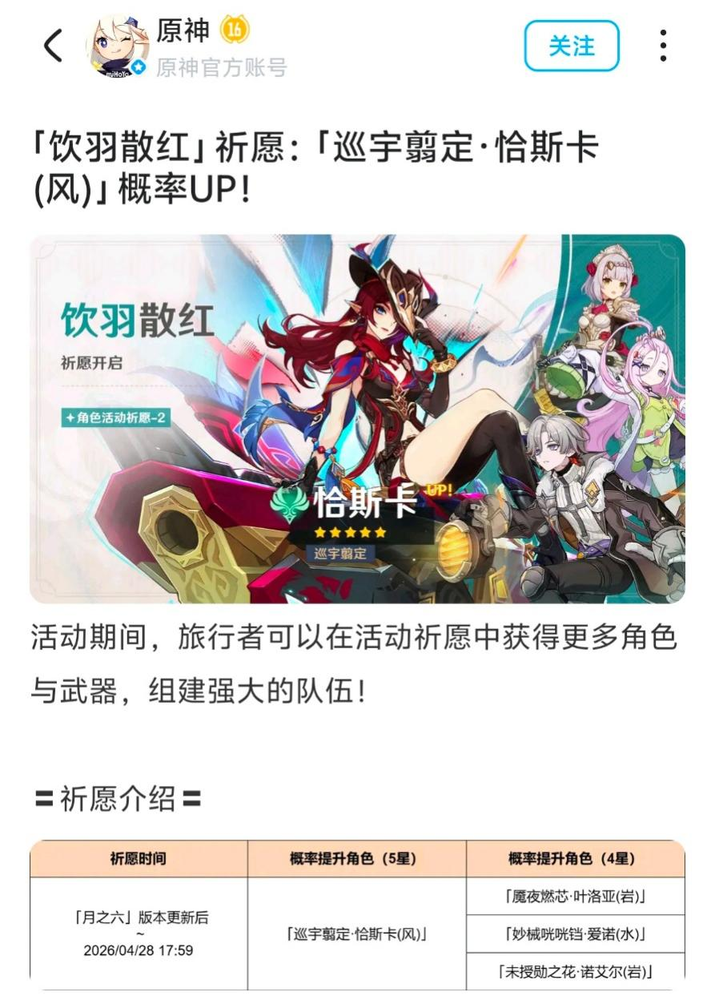 原神 16
原神官方账号
关注
miHoYo
「饮羽散红」祈愿：「巡宇翦定·恰斯卡
(风)」概率UP！
饮羽散红
祈愿开启
角色活动祈愿-2
恰斯卡 UP!
巡宇翦定
活动期间，旅行者可以在活动祈愿中获得更多角色
与武器，组建强大的队伍！
〓祈愿介绍〓
祈愿时间
概率提升角色（5星）
概率提升角色（4星）
「月之六」版本更新后
~
2026/04/28 17:59
「巡宇翦定·恰斯卡(风)」
「魇夜燃芯·叶洛亚(岩)」
「妙械咣咣铛·爱诺(水)」
「未授勋之花·诺艾尔(岩)」